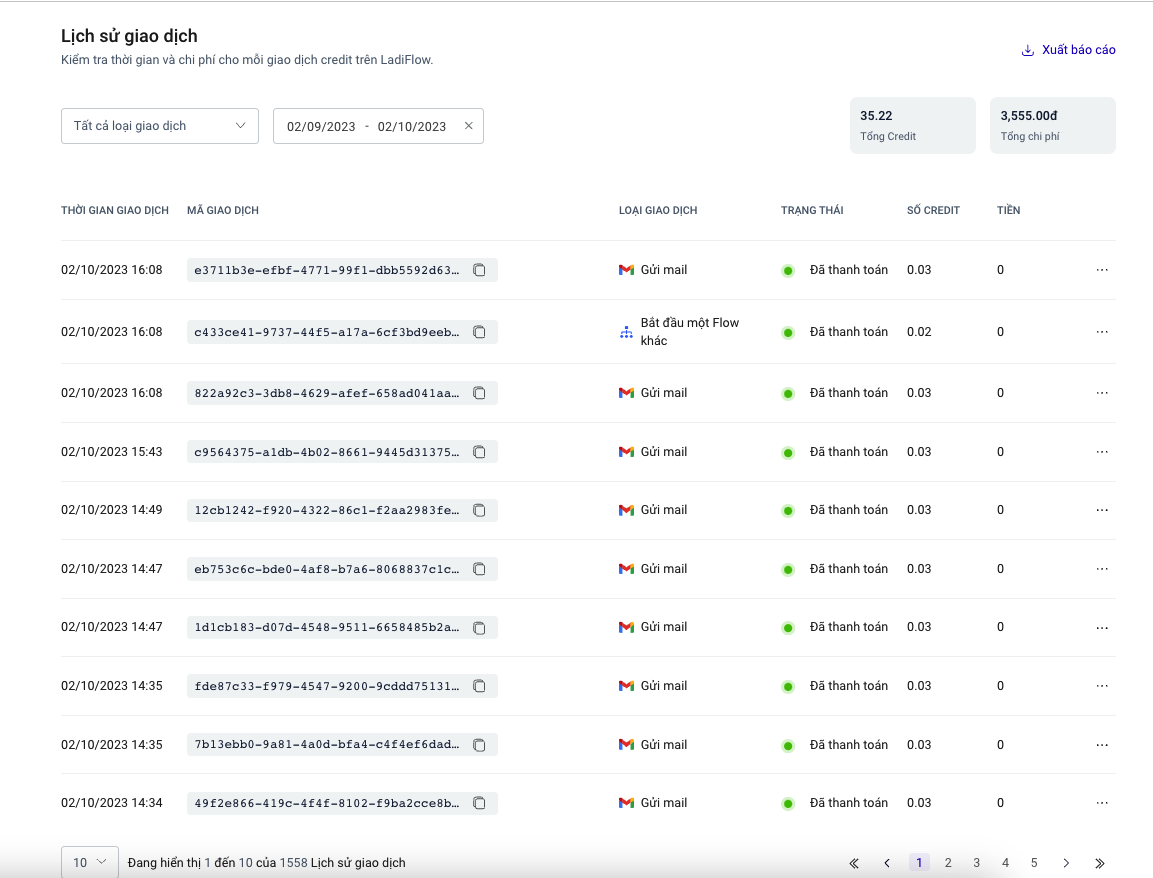 Lịch sử giao dịch
Kiểm tra thời gian và chi phí cho mỗi giao dịch credit trên LadiFlow.
Xuất báo cáo
Tất cả loại giao dịch
02/09/2023 - 02/10/2023
35.22
Tổng Credit
3,555.00đ
Tổng chi phí
THỜI GIAN GIAO DỊCH MÃ GIAO DỊCH LOẠI GIAO DỊCH TRẠNG THÁI SỐ CREDIT TIỀN
02/10/2023 16:08 e3711b3e-efbf-4771-99f1-dbb5592d63… Gửi mail Đã thanh toán 0.03 0
02/10/2023 16:08 c433ce41-9737-44f5-a17a-6cf3bd9eeb… Bắt đầu một Flow khác Đã thanh toán 0.02 0
02/10/2023 16:08 822a92c3-3db8-4629-afef-658ad041aa… Gửi mail Đã thanh toán 0.03 0
02/10/2023 15:43 c9564375-a1db-4b02-8661-9445d31375… Gửi mail Đã thanh toán 0.03 0
02/10/2023 14:49 12cb1242-f920-4322-86c1-f2aa2983fe… Gửi mail Đã thanh toán 0.03 0
02/10/2023 14:47 eb753c6c-bde0-4af8-b7a6-8068837c1c… Gửi mail Đã thanh toán 0.03 0
02/10/2023 14:47 1d1cb183-d07d-4548-9511-6658485b2a… Gửi mail Đã thanh toán 0.03 0
02/10/2023 14:35 fde87c33-f979-4547-9200-9cddd75131… Gửi mail Đã thanh toán 0.03 0
02/10/2023 14:35 7b13ebb0-9a81-4a0d-bfa4-c4f4ef6dad… Gửi mail Đã thanh toán 0.03 0
02/10/2023 14:34 49f2e866-419c-4f4f-8102-f9ba2cce8b… Gửi mail Đã thanh toán 0.03 0
10 Đang hiển thị 1 đến 10 của 1558 Lịch sử giao dịch 1 2 3 4 5